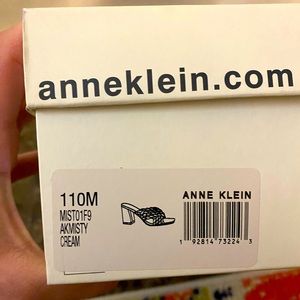 anneklein.com
110M
MIST01F9
AKMISTY
CREAM
ANNE KLEIN
1 92814 73224 3